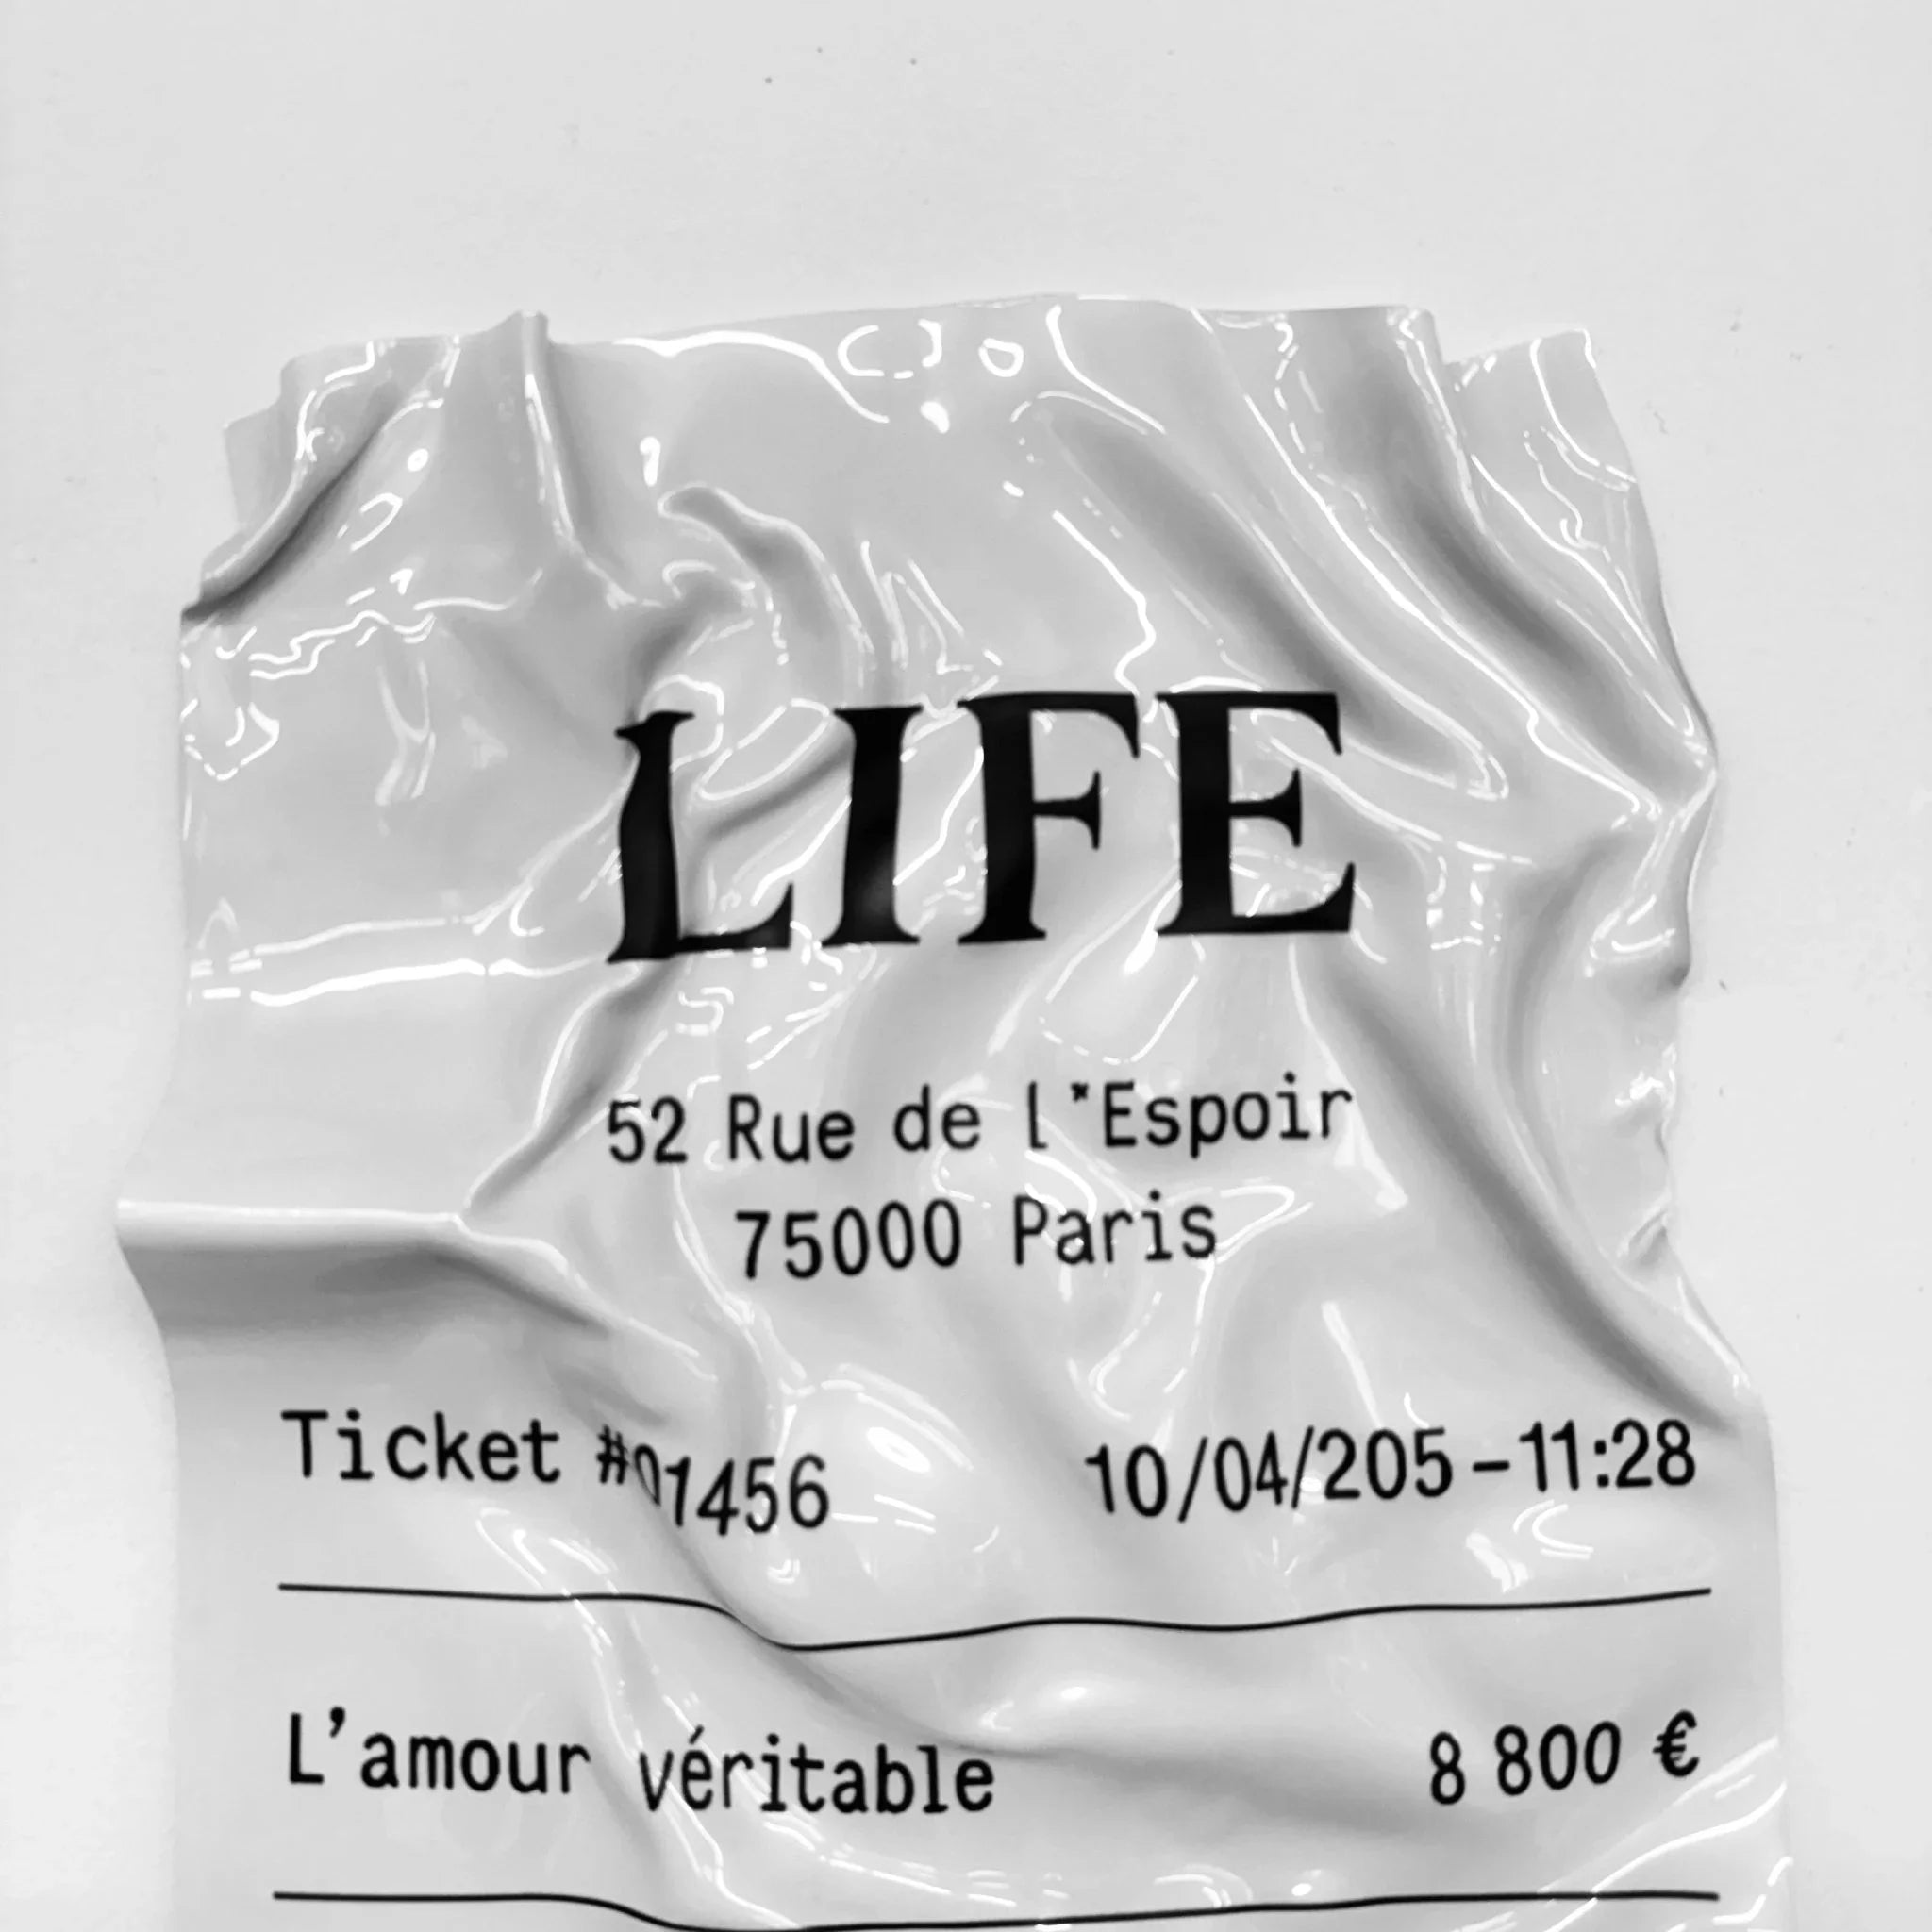 LIFE
52 Rue de l'Espoir
75000 Paris
Ticket #01456 10/04/205-11:28
L'amour véritable 8 800 €